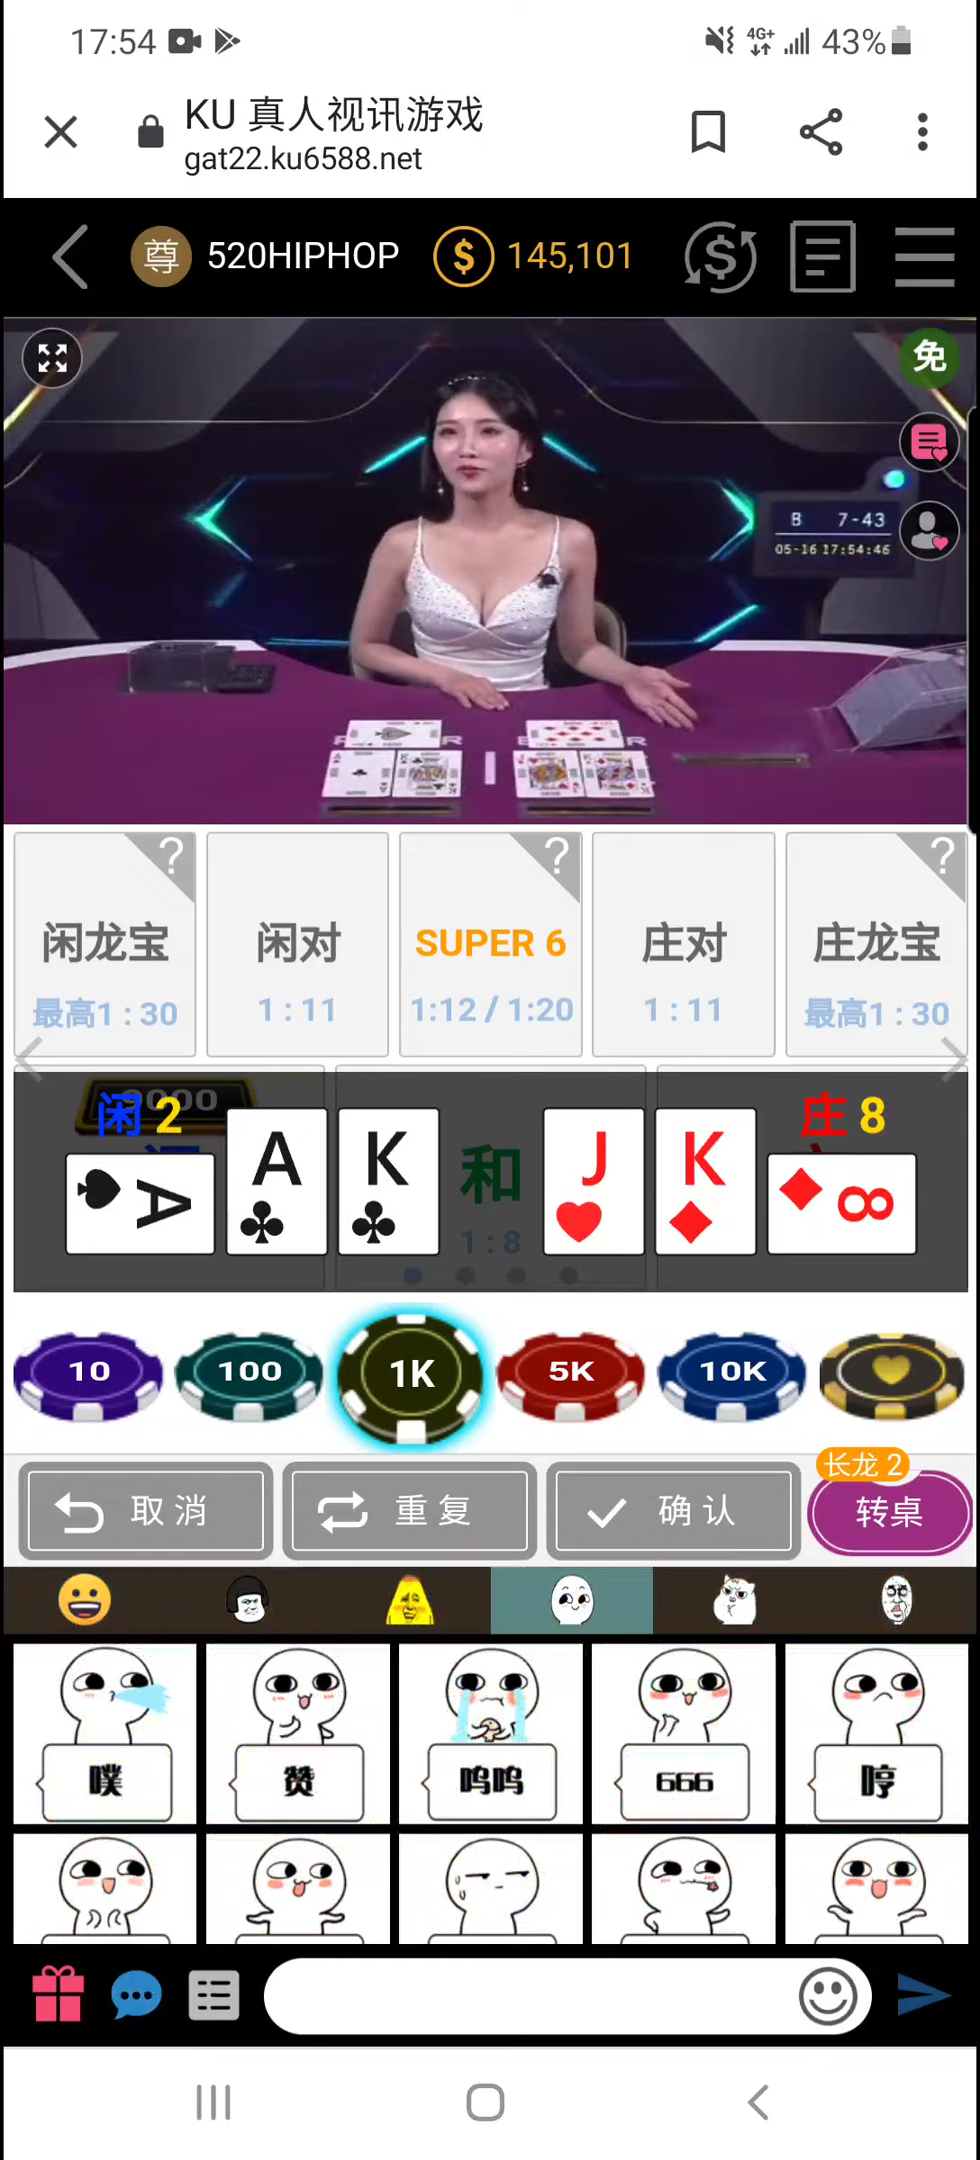 17:54
4G+
43%
KU 真人视讯游戏
gat22.ku6588.net
尊
520HIPHOP
$
145,101
$
免
B 7-43
05-16 17:54:46
? ? ?
闲龙宝 闲对 SUPER 6 庄对 庄龙宝
最高1 : 30 1 : 11 1:12 / 1:20 1 : 11 最高1 : 30
闲 2
庄 8
A A K 和 J K 8
1 : 8
10 100 1K 5K 10K
长龙 2
取消 重复 确认 转桌
噗 赞 呜呜 666 哼